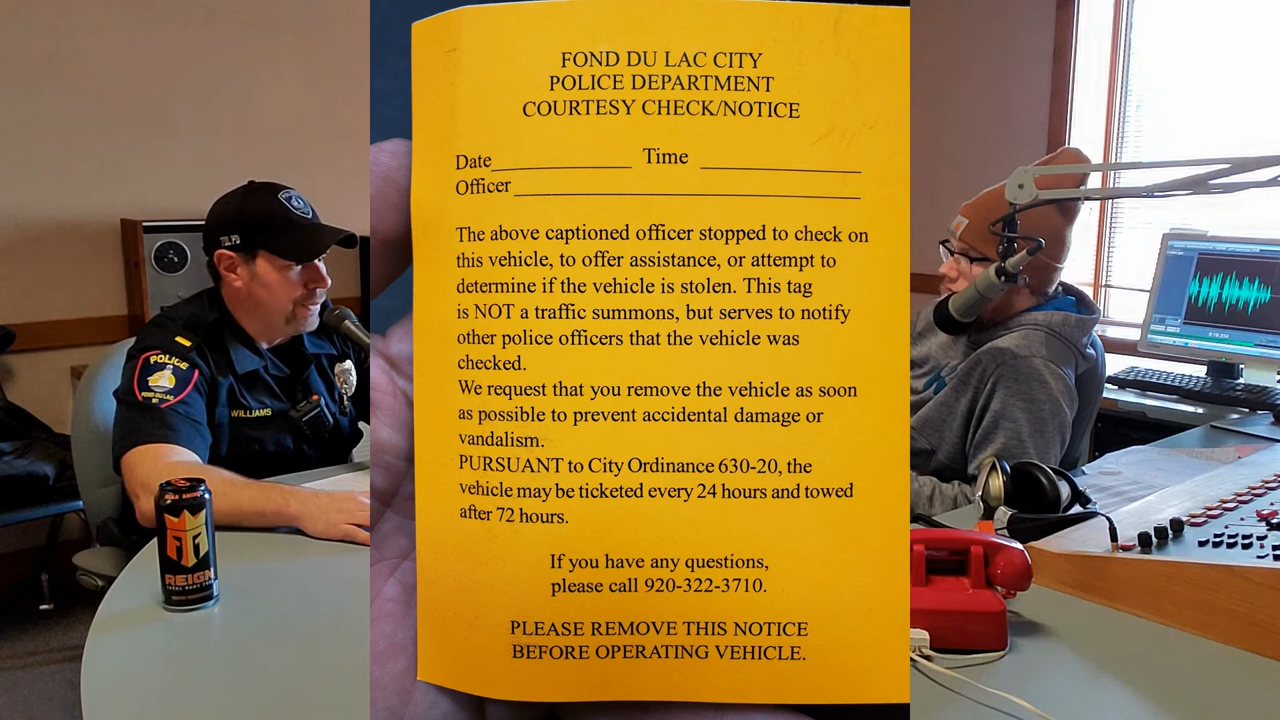 FOND DU LAC CITY
POLICE DEPARTMENT
COURTESY CHECK/NOTICE
Date Time
Officer
The above captioned officer stopped to check on
this vehicle, to offer assistance, or attempt to
determine if the vehicle is stolen. This tag
is NOT a traffic summons, but serves to notify
other police officers that the vehicle was
checked.
We request that you remove the vehicle as soon
as possible to prevent accidental damage or
vandalism.
PURSUANT to City Ordinance 630-20, the
vehicle may be ticketed every 24 hours and towed
after 72 hours.
If you have any questions,
please call 920-322-3710.
PLEASE REMOVE THIS NOTICE
BEFORE OPERATING VEHICLE.
POLICE
FOND DU LAC
WI
WILLIAMS
REIGN